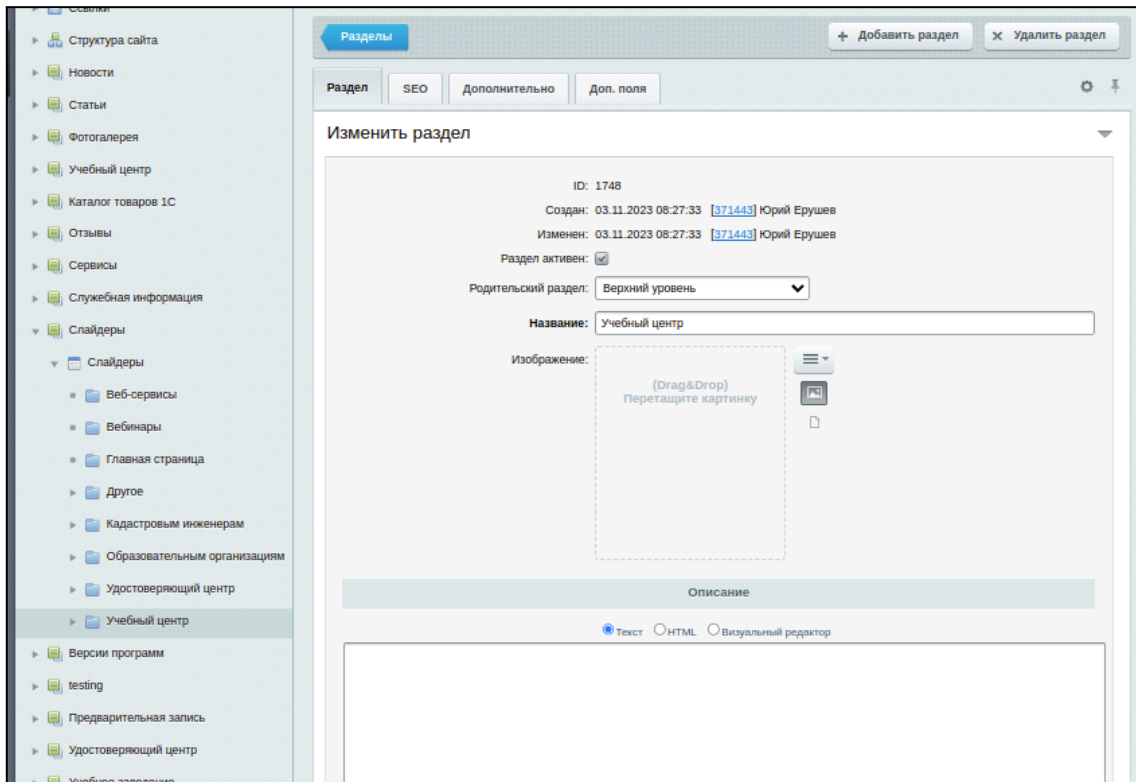 Ссылки
Структура сайта
Новости
Статьи
Фотогалерея
Учебный центр
Каталог товаров 1С
Отзывы
Сервисы
Служебная информация
Слайдеры
Слайдеры
Веб-сервисы
Вебинары
Главная страница
Другое
Кадастровым инженерам
Образовательным организациям
Удостоверяющий центр
Учебный центр
Версии программ
testing
Предварительная запись
Удостоверяющий центр
Учебное заведение
Разделы
Добавить раздел
Удалить раздел
Раздел SEO Дополнительно Доп. поля
Изменить раздел
ID: 1748
Создан: 03.11.2023 08:27:33 [371443] Юрий Ерушев
Изменен: 03.11.2023 08:27:33 [371443] Юрий Ерушев
Раздел активен:
Родительский раздел: Верхний уровень
Название: Учебный центр
Изображение:
(Drag&Drop)
Перетащите картинку
Описание
Текст HTML Визуальный редактор